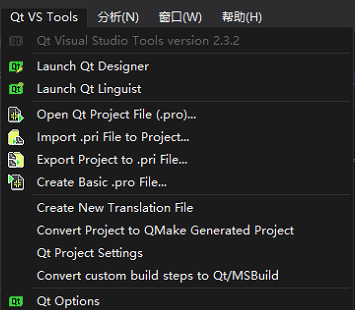 Qt VS Tools 分析(N) 窗口(W) 帮助(H)
Qt Visual Studio Tools version 2.3.2
Launch Qt Designer
Launch Qt Linguist
Open Qt Project File (.pro)...
Import .pri File to Project...
Export Project to .pri File...
Create Basic .pro File...
Create New Translation File
Convert Project to QMake Generated Project
Qt Project Settings
Convert custom build steps to Qt/MSBuild
Qt Options